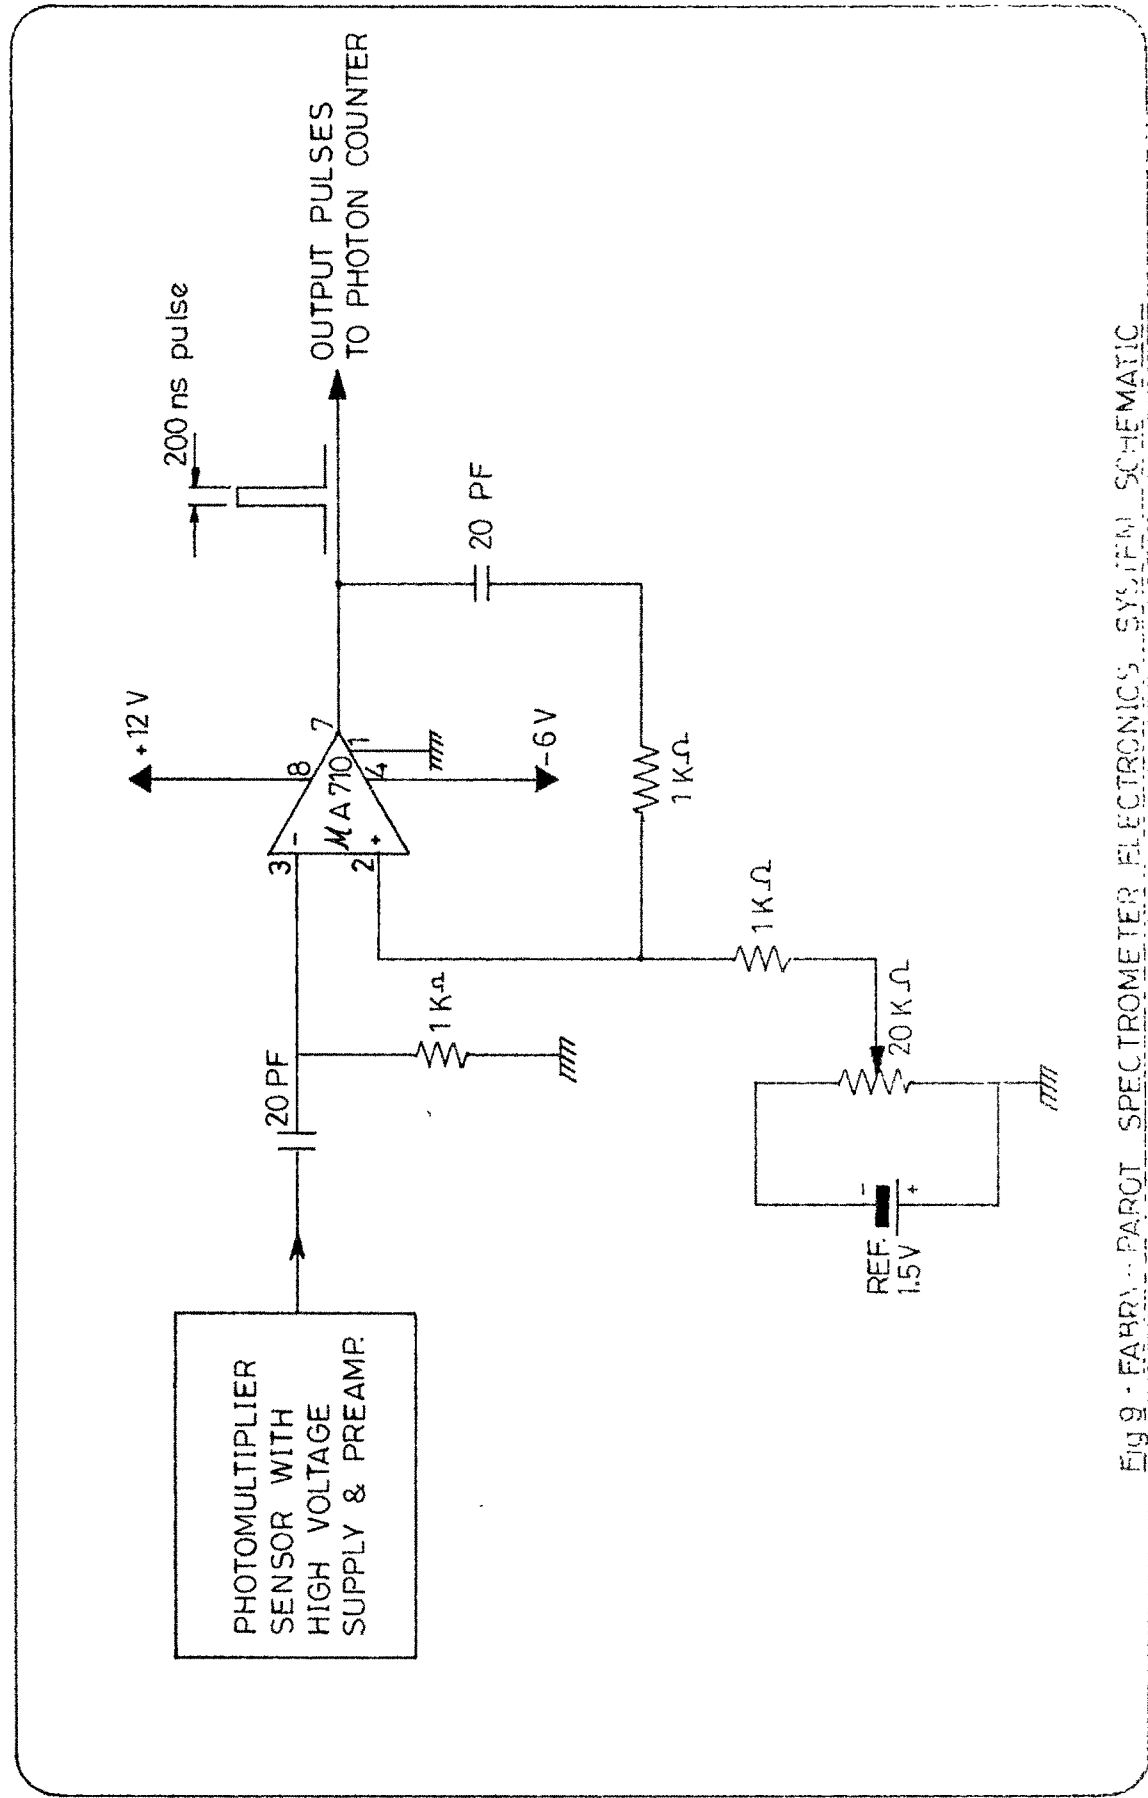 PHOTOMULTIPLIER
SENSOR WITH
HIGH VOLTAGE
SUPPLY & PREAMP.
20 PF
1 KΩ
3
-
2
+
μA 710
8
+12 V
7
1
4
-6 V
200 ns pulse
OUTPUT PULSES
TO PHOTON COUNTER
20 PF
1 KΩ
1 KΩ
20 KΩ
REF.
1.5V
-
+
Fig 9 - FABRY-PAROT SPECTROMETER ELECTRONICS SYSTEM SCHEMATIC